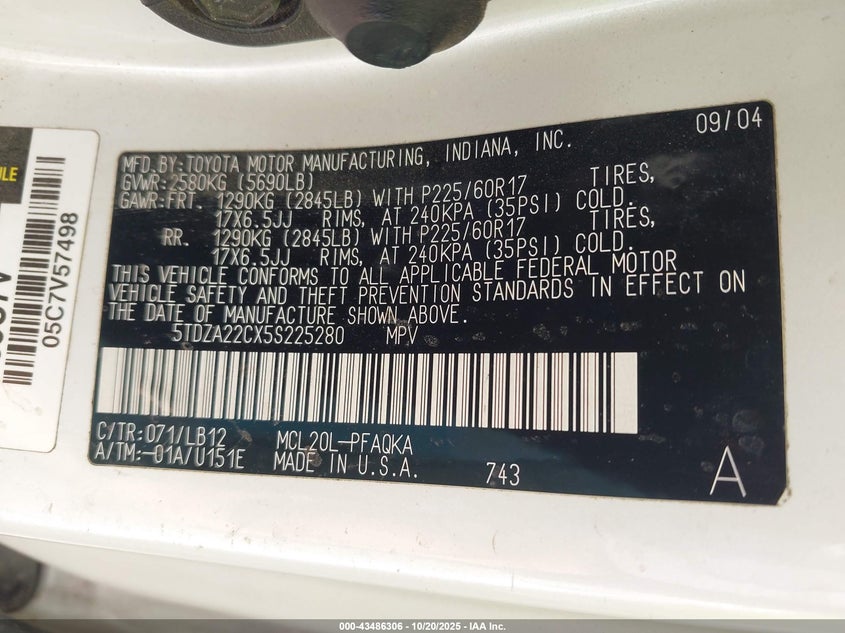 09/04
MFD.BY:TOYOTA MOTOR MANUFACTURING, INDIANA, INC.
GVWR:2580KG (5690LB)
GAWR:FRT. 1290KG (2845LB) WITH P225/60R17 TIRES,
17X6.5JJ RIMS, AT 240KPA (35PSI) COLD.
RR. 1290KG (2845LB) WITH P225/60R17 TIRES,
17X6.5JJ RIMS, AT 240KPA (35PSI) COLD.
THIS VEHICLE CONFORMS TO ALL APPLICABLE FEDERAL MOTOR
VEHICLE SAFETY AND THEFT PREVENTION STANDARDS IN EFFECT ON
THE DATE OF MANUFACTURE SHOWN ABOVE.
5TDZA22CX5S225280 MPV
C/TR:071/LB12 MCL20L-PFAQKA
A/TM:-01A/U151E MADE IN U.S.A. 743
A
05C7V57498
000-43486306 - 10/20/2025 - IAA Inc.